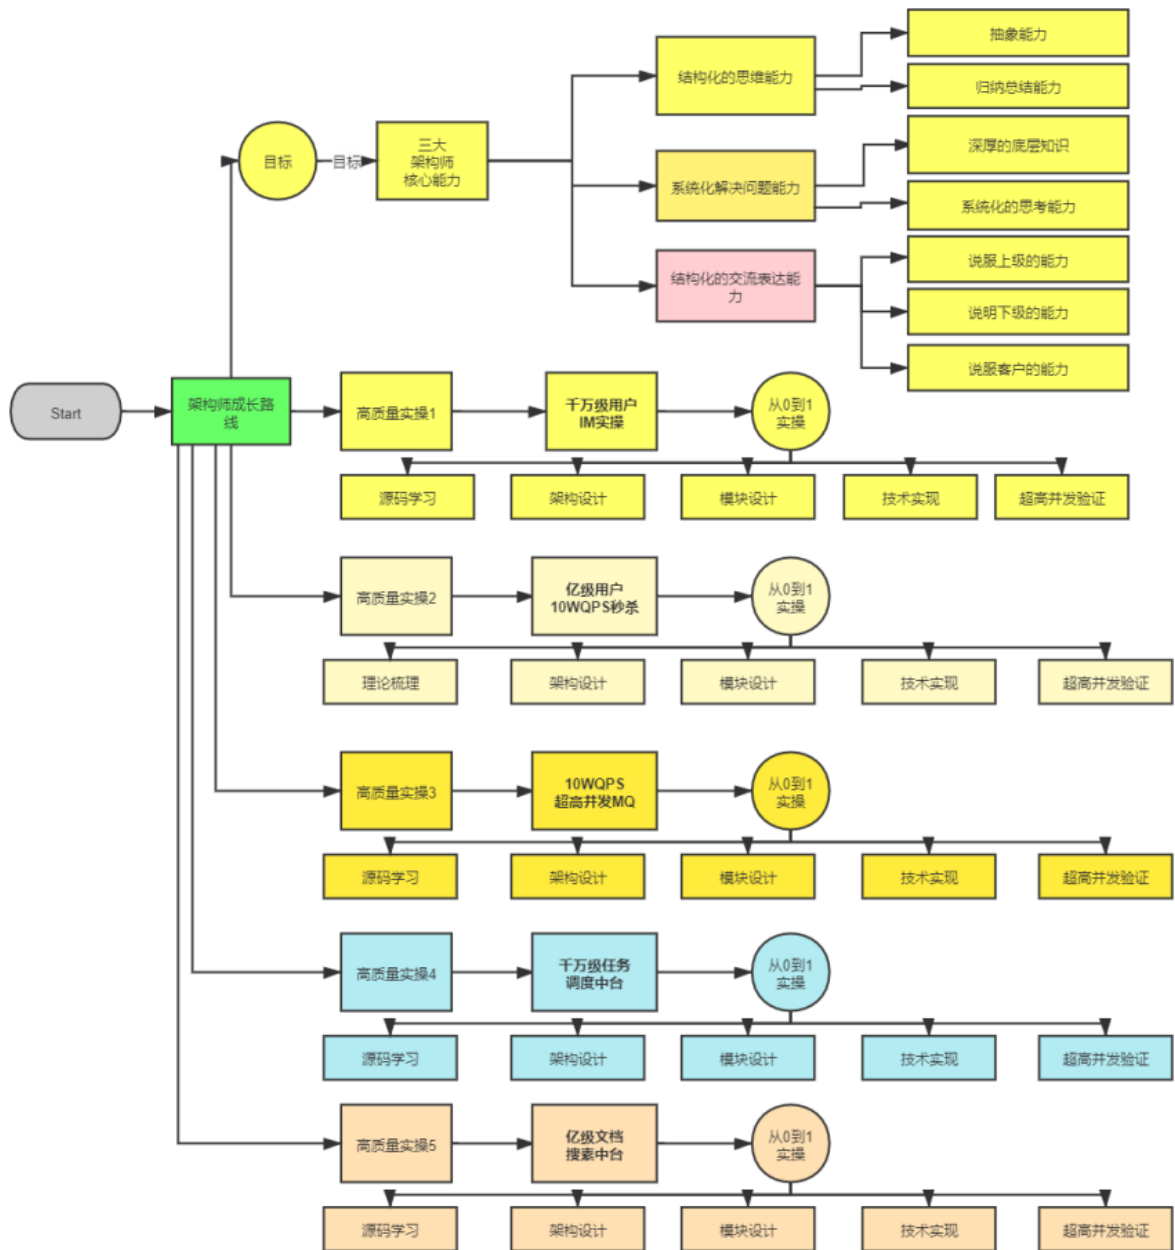 抽象能力
结构化的思维能力
归纳总结能力
目标
目标
三大
架构师
核心能力
深厚的底层知识
系统化解决问题能力
系统化的思考能力
结构化的交流表达能
力
说服上级的能力
说明下级的能力
说服客户的能力
Start
架构师成长路
线
高质量实操1
千万级用户
IM实操
从0到1
实操
源码学习
架构设计
模块设计
技术实现
超高并发验证
高质量实操2
亿级用户
10WQPS秒杀
从0到1
实操
理论梳理
架构设计
模块设计
技术实现
超高并发验证
高质量实操3
10WQPS
超高并发MQ
从0到1
实操
源码学习
架构设计
模块设计
技术实现
超高并发验证
高质量实操4
千万级任务
调度中台
从0到1
实操
源码学习
架构设计
模块设计
技术实现
超高并发验证
高质量实操5
亿级文档
搜素中台
从0到1
实操
源码学习
架构设计
模块设计
技术实现
超高并发验证